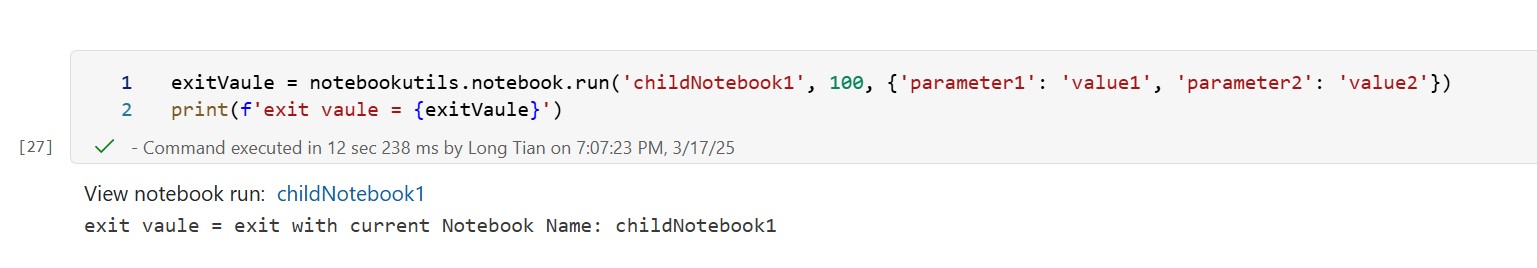 1 exitVaule = notebookutils.notebook.run('childNotebook1', 100, {'parameter1': 'value1', 'parameter2': 'value2'})
2 print(f'exit vaule = {exitVaule}')
[27] - Command executed in 12 sec 238 ms by Long Tian on 7:07:23 PM, 3/17/25
View notebook run: childNotebook1
exit vaule = exit with current Notebook Name: childNotebook1